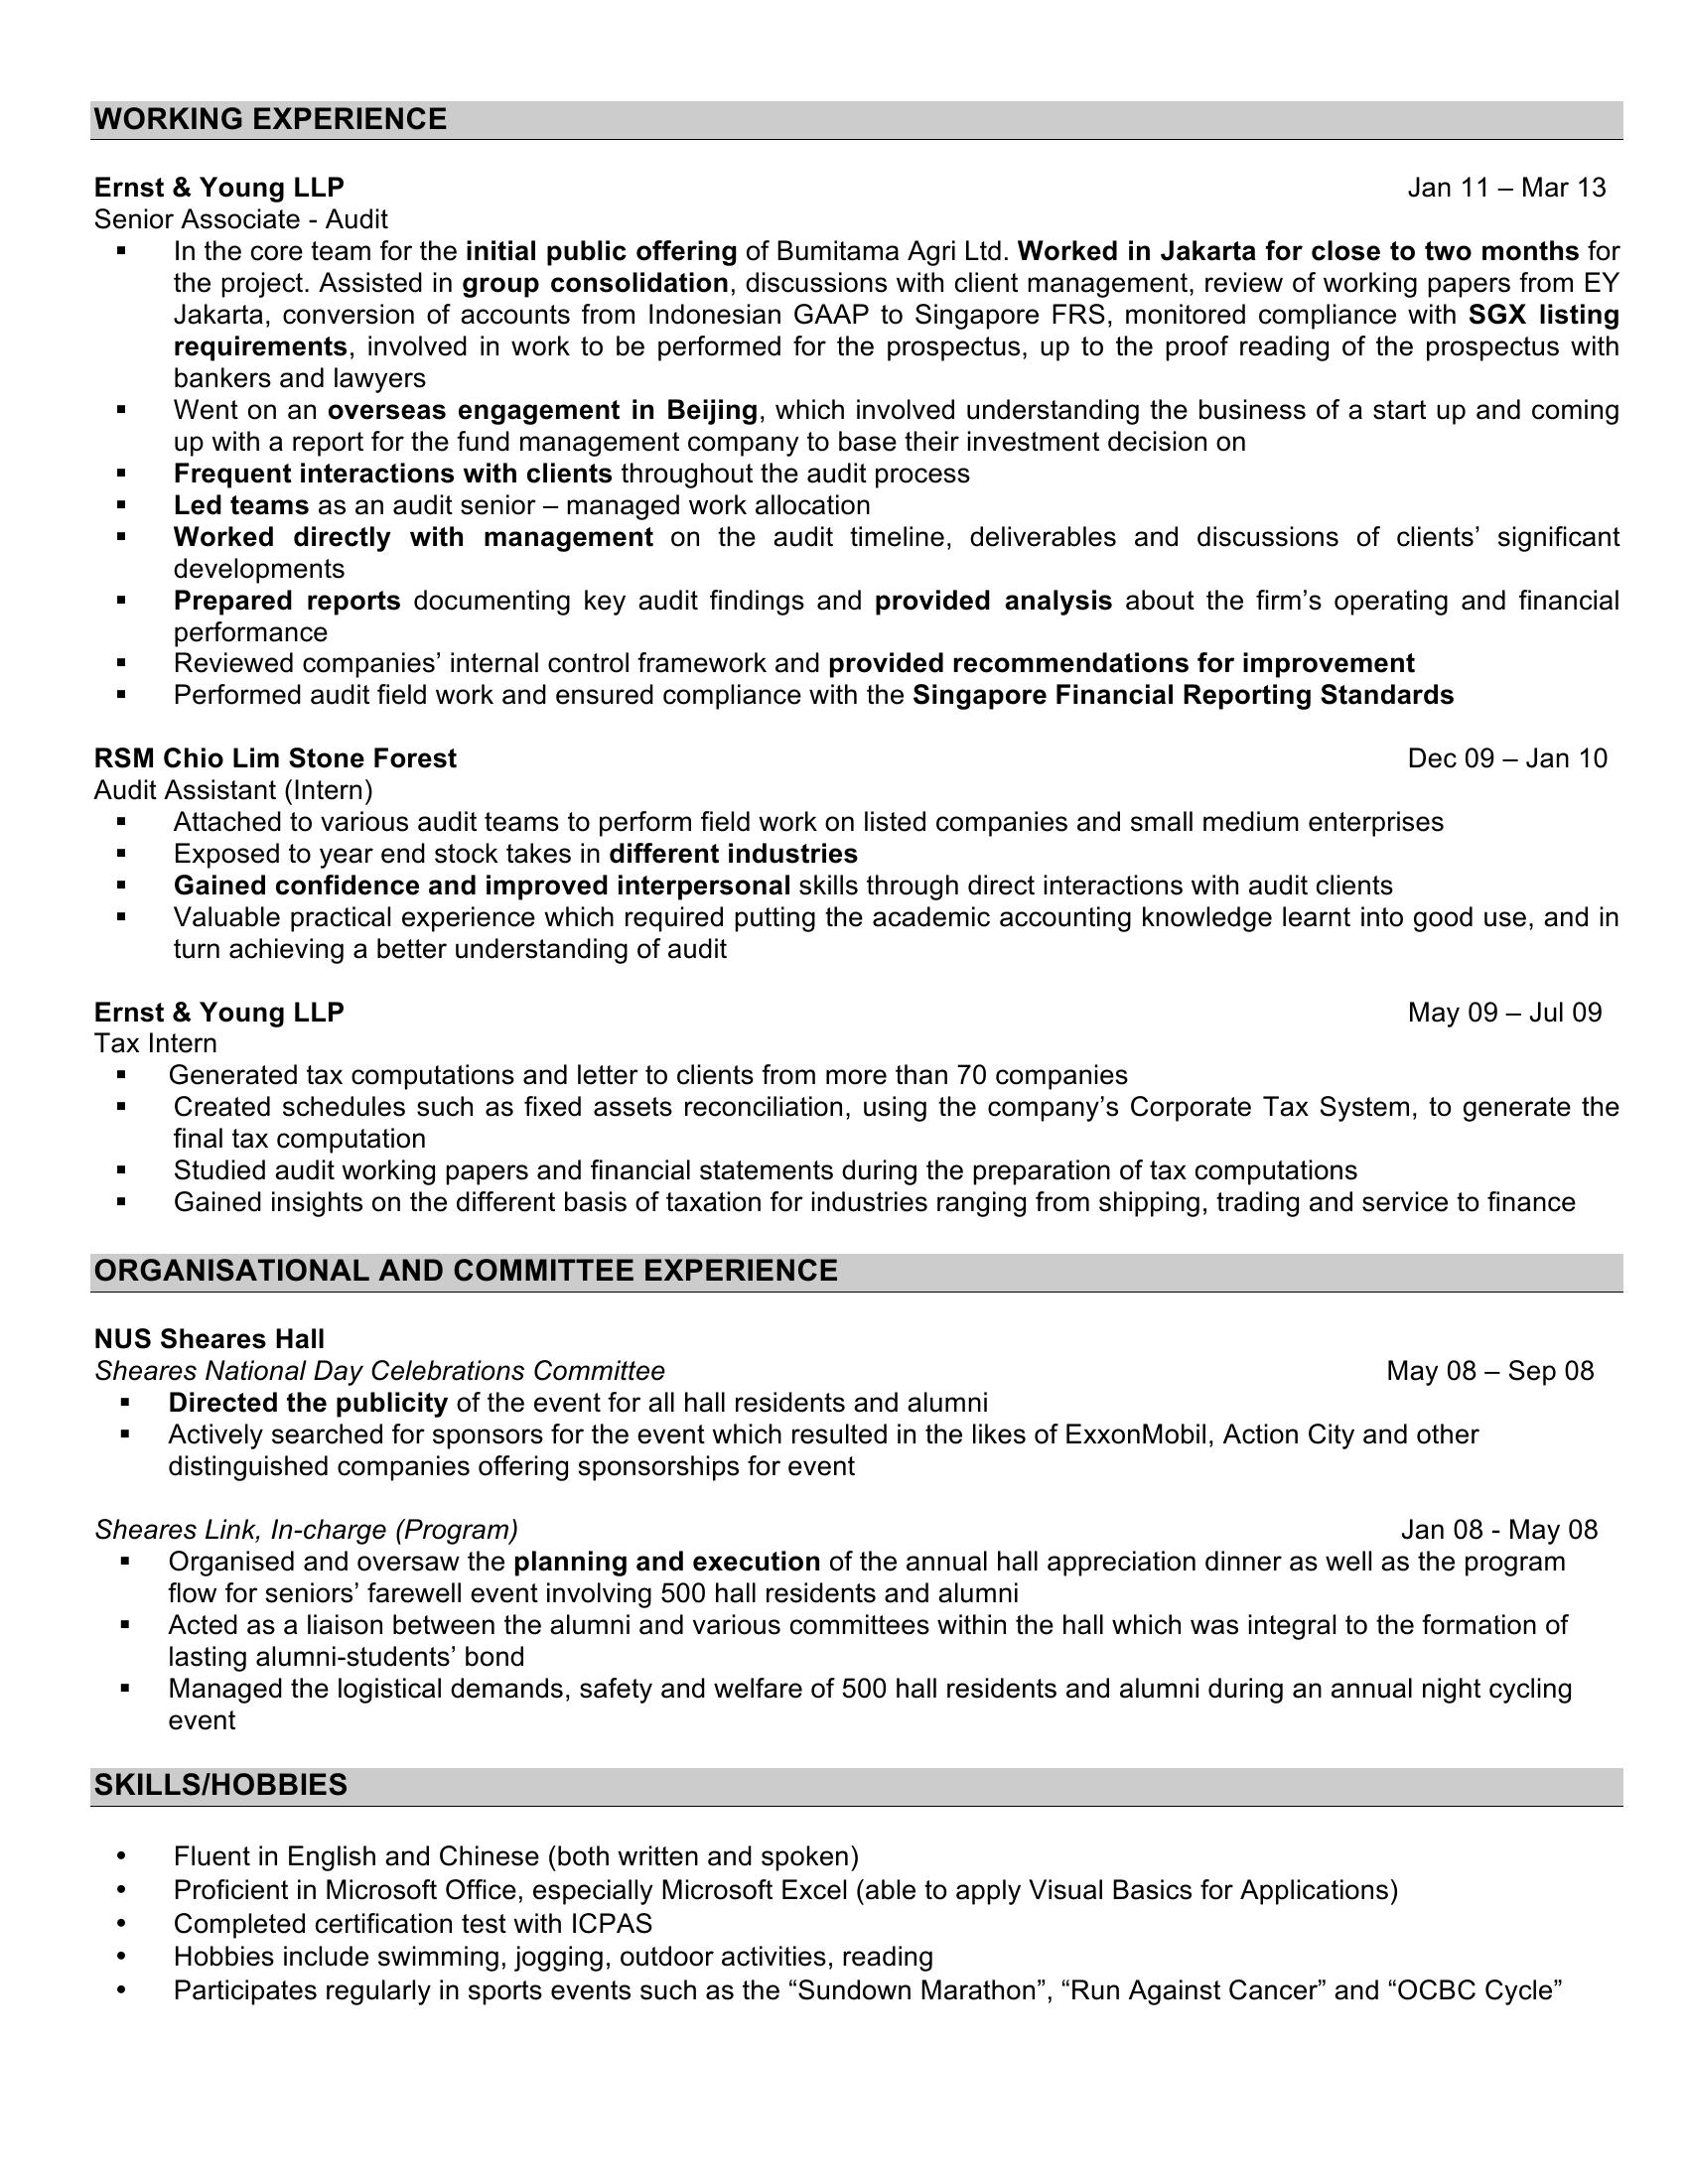 WORKING EXPERIENCE
Ernst & Young LLP Jan 11 – Mar 13
Senior Associate - Audit
▪ In the core team for the initial public offering of Bumitama Agri Ltd. Worked in Jakarta for close to two months for
the project. Assisted in group consolidation, discussions with client management, review of working papers from EY
Jakarta, conversion of accounts from Indonesian GAAP to Singapore FRS, monitored compliance with SGX listing
requirements, involved in work to be performed for the prospectus, up to the proof reading of the prospectus with
bankers and lawyers
▪ Went on an overseas engagement in Beijing, which involved understanding the business of a start up and coming
up with a report for the fund management company to base their investment decision on
▪ Frequent interactions with clients throughout the audit process
▪ Led teams as an audit senior – managed work allocation
▪ Worked directly with management on the audit timeline, deliverables and discussions of clients’ significant
developments
▪ Prepared reports documenting key audit findings and provided analysis about the firm’s operating and financial
performance
▪ Reviewed companies’ internal control framework and provided recommendations for improvement
▪ Performed audit field work and ensured compliance with the Singapore Financial Reporting Standards
RSM Chio Lim Stone Forest Dec 09 – Jan 10
Audit Assistant (Intern)
▪ Attached to various audit teams to perform field work on listed companies and small medium enterprises
▪ Exposed to year end stock takes in different industries
▪ Gained confidence and improved interpersonal skills through direct interactions with audit clients
▪ Valuable practical experience which required putting the academic accounting knowledge learnt into good use, and in
turn achieving a better understanding of audit
Ernst & Young LLP May 09 – Jul 09
Tax Intern
▪ Generated tax computations and letter to clients from more than 70 companies
▪ Created schedules such as fixed assets reconciliation, using the company’s Corporate Tax System, to generate the
final tax computation
▪ Studied audit working papers and financial statements during the preparation of tax computations
▪ Gained insights on the different basis of taxation for industries ranging from shipping, trading and service to finance
ORGANISATIONAL AND COMMITTEE EXPERIENCE
NUS Sheares Hall
Sheares National Day Celebrations Committee May 08 – Sep 08
▪ Directed the publicity of the event for all hall residents and alumni
▪ Actively searched for sponsors for the event which resulted in the likes of ExxonMobil, Action City and other
distinguished companies offering sponsorships for event
Sheares Link, In-charge (Program) Jan 08 - May 08
▪ Organised and oversaw the planning and execution of the annual hall appreciation dinner as well as the program
flow for seniors’ farewell event involving 500 hall residents and alumni
▪ Acted as a liaison between the alumni and various committees within the hall which was integral to the formation of
lasting alumni-students’ bond
▪ Managed the logistical demands, safety and welfare of 500 hall residents and alumni during an annual night cycling
event
SKILLS/HOBBIES
• Fluent in English and Chinese (both written and spoken)
• Proficient in Microsoft Office, especially Microsoft Excel (able to apply Visual Basics for Applications)
• Completed certification test with ICPAS
• Hobbies include swimming, jogging, outdoor activities, reading
• Participates regularly in sports events such as the “Sundown Marathon”, “Run Against Cancer” and “OCBC Cycle”